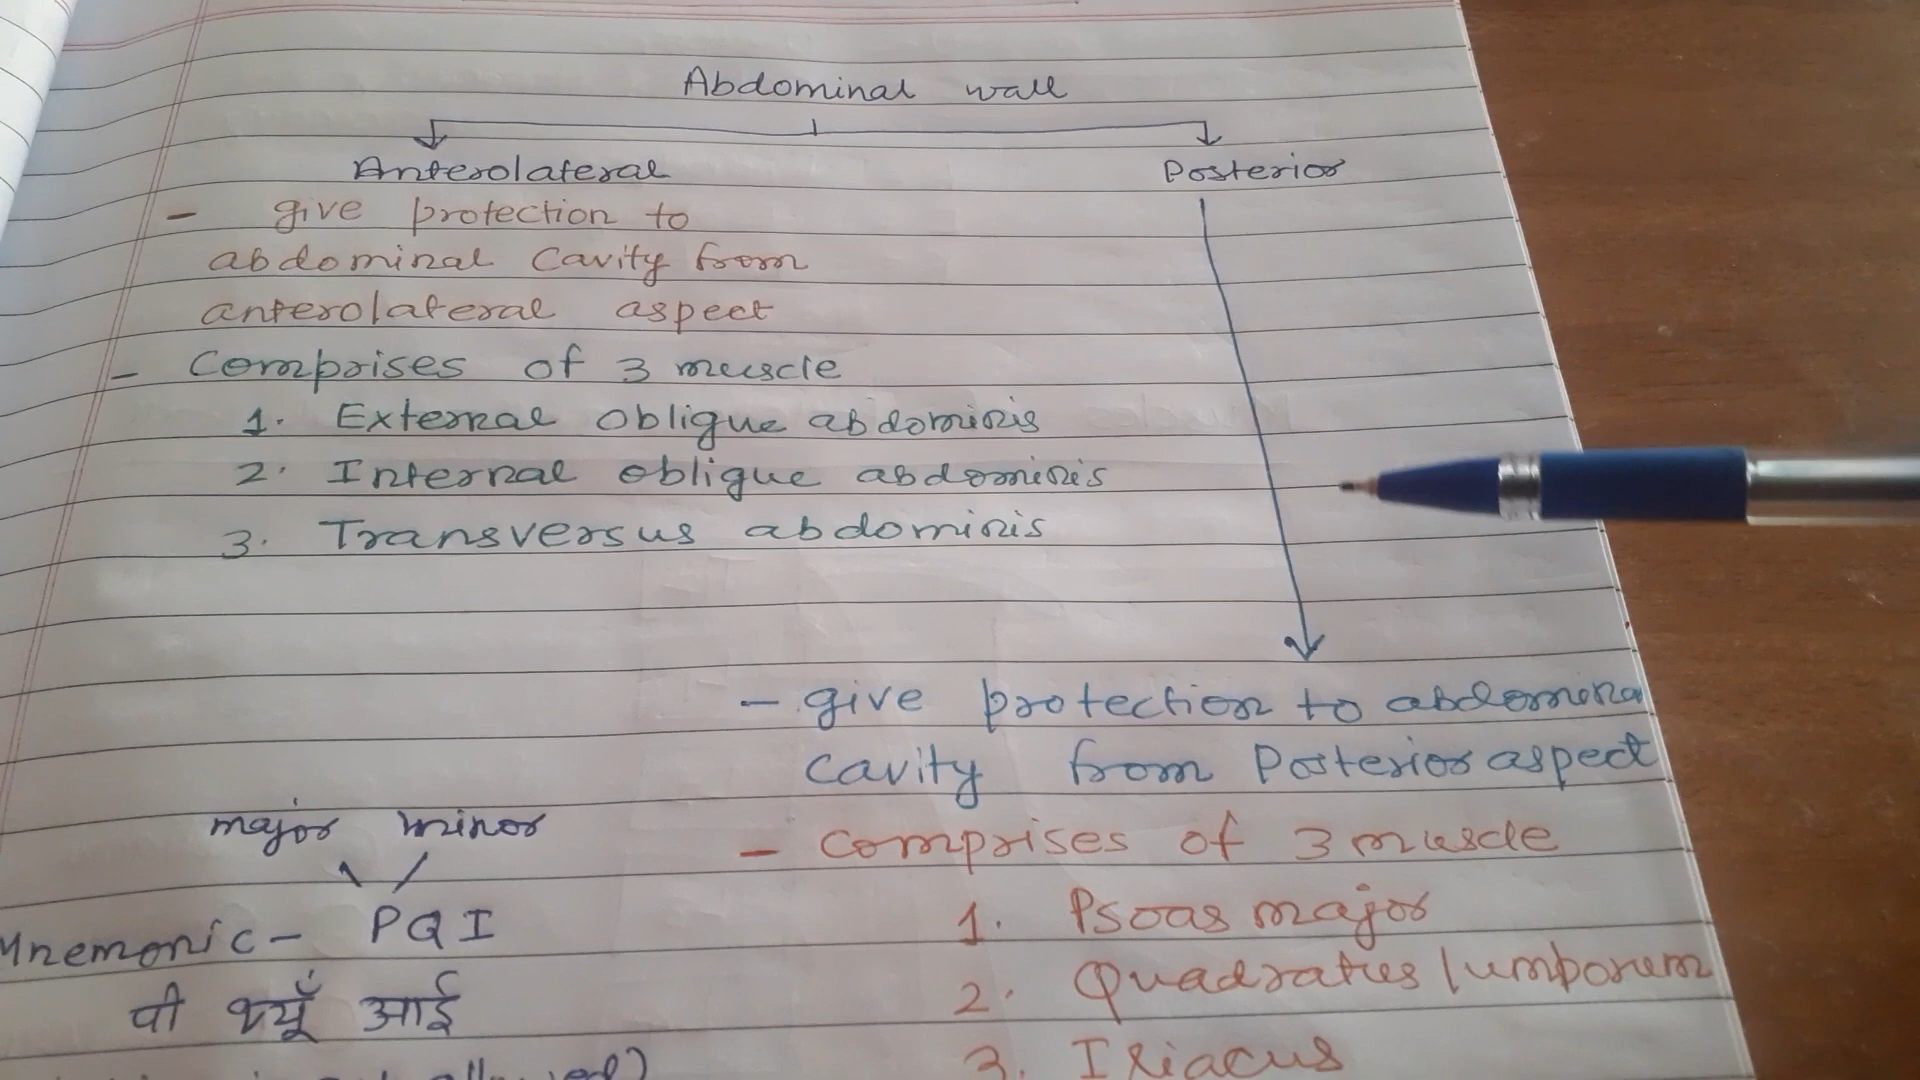 Abdominal wall
Anterolateral
Posterior
- give protection to
abdominal cavity from
anterolateral aspect
- Comprises of 3 muscle
1. External oblique abdominis
2. Internal oblique abdominis
3. Transversus abdominis
- give protection to abdomina
cavity from Posterior aspect
- Comprises of 3 muscle
1. Psoas major
2. Quadratus lumborum
3. Iliacus
major minor
Mnemonic - PQI
पी क्यूँ आई